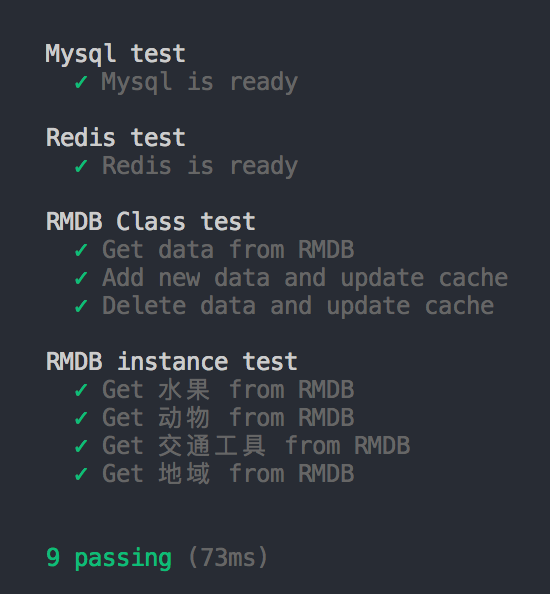 Mysql test
✓ Mysql is ready
Redis test
✓ Redis is ready
RMDB Class test
✓ Get data from RMDB
✓ Add new data and update cache
✓ Delete data and update cache
RMDB instance test
✓ Get 水果 from RMDB
✓ Get 动物 from RMDB
✓ Get 交通工具 from RMDB
✓ Get 地域 from RMDB
9 passing (73ms)